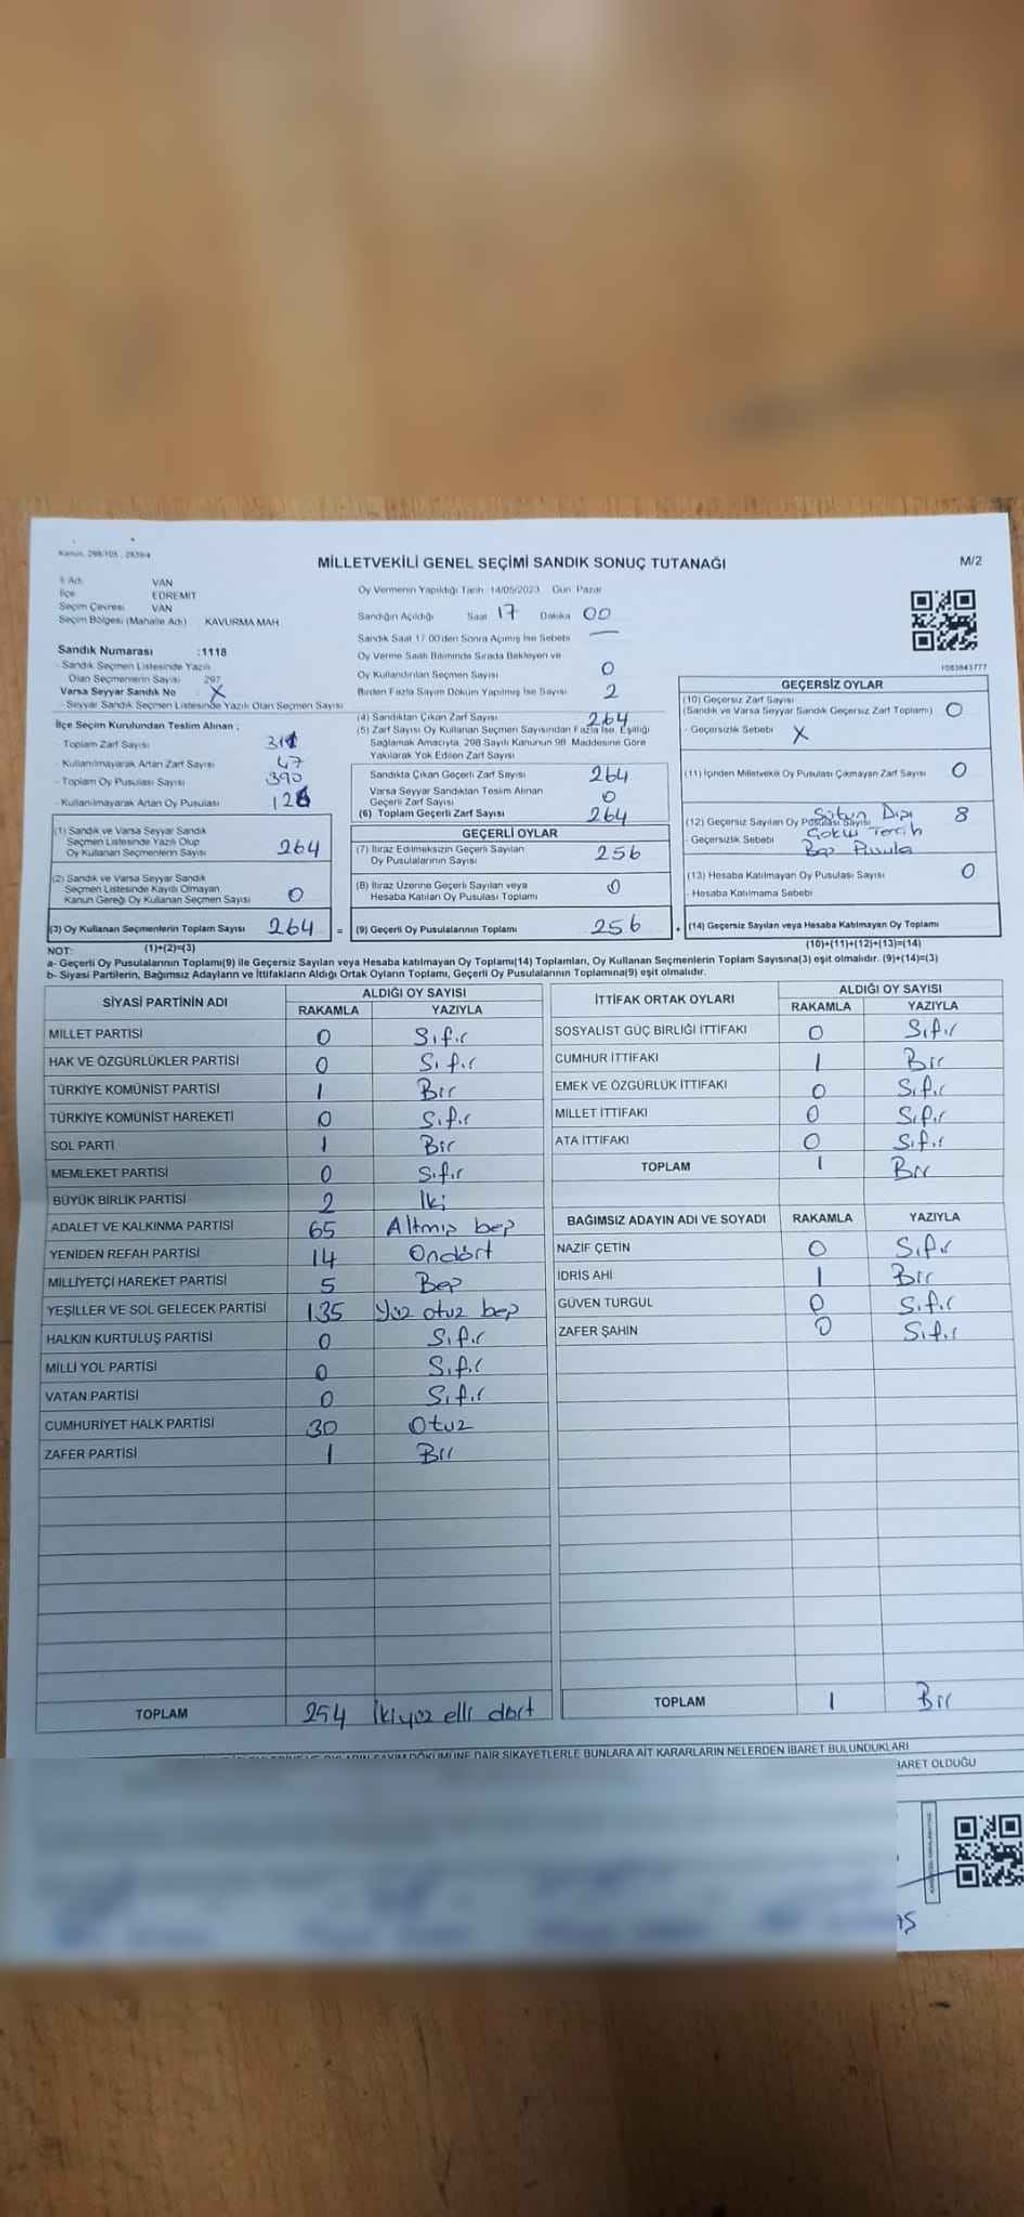 Kanun, 298/105 , 2839/4
MİLLETVEKİLİ GENEL SEÇİMİ SANDIK SONUÇ TUTANAĞI
M/2
İl Adı VAN
İlçe EDREMİT
Seçim Çevresi VAN
Seçim Bölgesi (Mahalle Adı) KAVURMA MAH.
Oy Vermenin Yapıldığı Tarih : 14/05/2023 Gün: Pazar
Sandığın Açıldığı Saat 17 Dakika 00
Sandık Saat 17.00'den Sonra Açılmış İse Sebebi —
Oy Verme Saati Bitiminde Sırada Bekleyen ve
Oy Kullandırılan Seçmen Sayısı 0
Birden Fazla Sayım Döküm Yapılmış İse Sayısı 2
1083843777
Sandık Numarası :1118
- Sandık Seçmen Listesinde Yazılı
Olan Seçmenlerin Sayısı 297
Varsa Seyyar Sandık No X
- Seyyar Sandık Seçmen Listesinde Yazılı Olan Seçmen Sayısı
İlçe Seçim Kurulundan Teslim Alınan ;
Toplam Zarf Sayısı 311
- Kullanılmayarak Artan Zarf Sayısı 47
- Toplam Oy Pusulası Sayısı 390
- Kullanılmayarak Artan Oy Pusulası 126
(1) Sandık ve Varsa Seyyar Sandık
Seçmen Listesinde Yazılı Olup
Oy Kullanan Seçmenlerin Sayısı 264
(2) Sandık ve Varsa Seyyar Sandık
Seçmen Listesinde Kayıtlı Olmayan
Kanun Gereği Oy Kullanan Seçmen Sayısı 0
(3) Oy Kullanan Seçmenlerin Toplam Sayısı 264 =
(4) Sandıktan Çıkan Zarf Sayısı 264
(5) Zarf Sayısı Oy Kullanan Seçmen Sayısından Fazla İse, Eşitliği
Sağlamak Amacıyla, 298 Sayılı Kanunun 98. Maddesine Göre
Yakılarak Yok Edilen Zarf Sayısı
Sandıkta Çıkan Geçerli Zarf Sayısı 264
Varsa Seyyar Sandıktan Teslim Alınan
Geçerli Zarf Sayısı 0
(6) Toplam Geçerli Zarf Sayısı 264
GEÇERLİ OYLAR
(7) İtiraz Edilmeksizin Geçerli Sayılan
Oy Pusulalarının Sayısı 256
(8) İtiraz Üzerine Geçerli Sayılan veya
Hesaba Katılan Oy Pusulası Toplamı 0
(9) Geçerli Oy Pusulalarının Toplamı 256 +
GEÇERSİZ OYLAR
(10) Geçersiz Zarf Sayısı
(Sandık ve Varsa Seyyar Sandık Geçersiz Zarf Toplamı) 0
- Geçersizlik Sebebi X
(11) İçinden Milletvekili Oy Pusulası Çıkmayan Zarf Sayısı 0
(12) Geçersiz Sayılan Oy Pusulası Sayısı Sütun Dışı 8
- Geçersizlik Sebebi Çoklu Tercih
Boş Pusula
(13) Hesaba Katılmayan Oy Pusulası Sayısı 0
- Hesaba Katılmama Sebebi
(14) Geçersiz Sayılan veya Hesaba Katılmayan Oy Toplamı
NOT: (1)+(2)=(3) (10)+(11)+(12)+(13)=(14)
a- Geçerli Oy Pusulalarının Toplamı(9) ile Geçersiz Sayılan veya Hesaba katılmayan Oy Toplamı(14) Toplamları, Oy Kullanan Seçmenlerin Toplam Sayısına(3) eşit olmalıdır. (9)+(14)=(3)
b- Siyasi Partilerin, Bağımsız Adayların ve İttifakların Aldığı Ortak Oyların Toplamı, Geçerli Oy Pusulalarının Toplamına(9) eşit olmalıdır.
SİYASİ PARTİNİN ADI ALDIĞI OY SAYISI
RAKAMLA YAZIYLA
MİLLET PARTİSİ 0 Sıfır
HAK VE ÖZGÜRLÜKLER PARTİSİ 0 Sıfır
TÜRKİYE KOMÜNİST PARTİSİ 1 Bir
TÜRKİYE KOMÜNİST HAREKETİ 0 Sıfır
SOL PARTİ 1 Bir
MEMLEKET PARTİSİ 0 Sıfır
BÜYÜK BİRLİK PARTİSİ 2 İki
ADALET VE KALKINMA PARTİSİ 65 Altmış beş
YENİDEN REFAH PARTİSİ 14 Ondört
MİLLİYETÇİ HAREKET PARTİSİ 5 Beş
YEŞİLLER VE SOL GELECEK PARTİSİ 135 Yüz otuz beş
HALKIN KURTULUŞ PARTİSİ 0 Sıfır
MİLLİ YOL PARTİSİ 0 Sıfır
VATAN PARTİSİ 0 Sıfır
CUMHURİYET HALK PARTİSİ 30 Otuz
ZAFER PARTİSİ 1 Bir
TOPLAM 254 İkiyüz elli dört
İTTİFAK ORTAK OYLARI ALDIĞI OY SAYISI
RAKAMLA YAZIYLA
SOSYALİST GÜÇ BİRLİĞİ İTTİFAKI 0 Sıfır
CUMHUR İTTİFAKI 1 Bir
EMEK VE ÖZGÜRLÜK İTTİFAKI 0 Sıfır
MİLLET İTTİFAKI 0 Sıfır
ATA İTTİFAKI 0 Sıfır
TOPLAM 1 Bir
BAĞIMSIZ ADAYIN ADI VE SOYADI RAKAMLA YAZIYLA
NAZİF ÇETİN 0 Sıfır
İDRİS AHİ 1 Bir
GÜVEN TURGUL 0 Sıfır
ZAFER ŞAHİN 0 Sıfır
TOPLAM 1 Bir
DÖKÜMÜNE DAİR ŞİKAYETLERLE BUNLARA AİT KARARLARIN NELERDEN İBARET BULUNDUKLARI
İBARET OLDUĞU